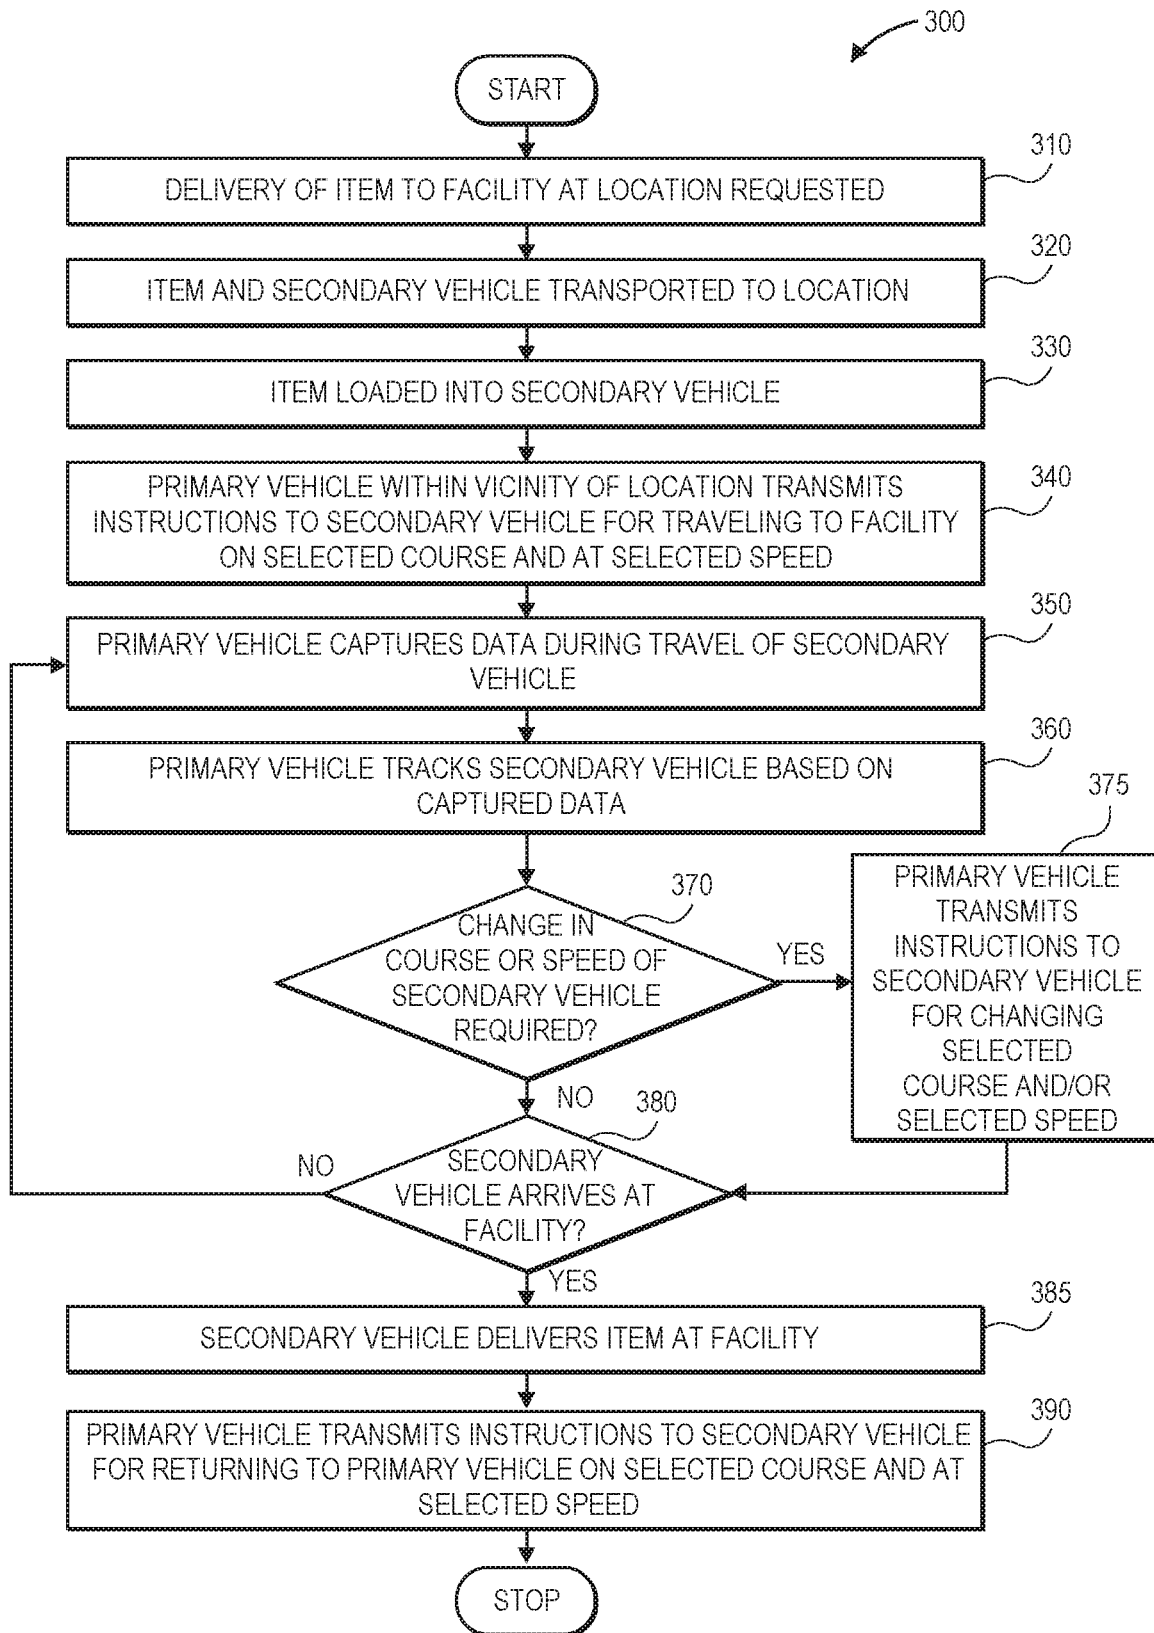 300
START
310
DELIVERY OF ITEM TO FACILITY AT LOCATION REQUESTED
320
ITEM AND SECONDARY VEHICLE TRANSPORTED TO LOCATION
330
ITEM LOADED INTO SECONDARY VEHICLE
340
PRIMARY VEHICLE WITHIN VICINITY OF LOCATION TRANSMITS
INSTRUCTIONS TO SECONDARY VEHICLE FOR TRAVELING TO FACILITY
ON SELECTED COURSE AND AT SELECTED SPEED
350
PRIMARY VEHICLE CAPTURES DATA DURING TRAVEL OF SECONDARY
VEHICLE
360
PRIMARY VEHICLE TRACKS SECONDARY VEHICLE BASED ON
CAPTURED DATA
370
CHANGE IN
COURSE OR SPEED OF
SECONDARY VEHICLE
REQUIRED?
YES
375
PRIMARY VEHICLE
TRANSMITS
INSTRUCTIONS TO
SECONDARY VEHICLE
FOR CHANGING
SELECTED
COURSE AND/OR
SELECTED SPEED
NO
380
SECONDARY
VEHICLE ARRIVES AT
FACILITY?
NO
YES
385
SECONDARY VEHICLE DELIVERS ITEM AT FACILITY
390
PRIMARY VEHICLE TRANSMITS INSTRUCTIONS TO SECONDARY VEHICLE
FOR RETURNING TO PRIMARY VEHICLE ON SELECTED COURSE AND AT
SELECTED SPEED
STOP